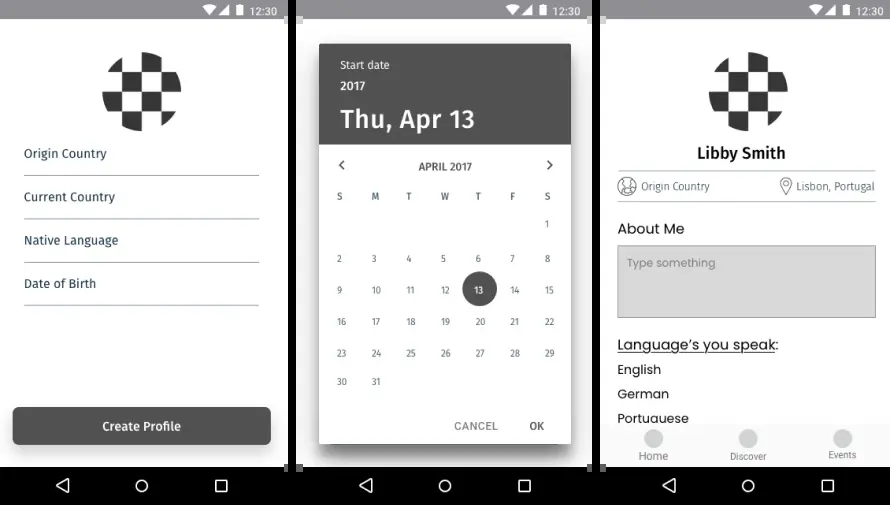 12:30
Origin Country
Current Country
Native Language
Date of Birth
Create Profile
12:30
Start date
2017
Thu, Apr 13
APRIL 2017
S M T W T F S
1
2 3 4 5 6 7 8
9 10 11 12 13 14 15
16 17 18 19 20 21 22
23 24 25 26 27 28 29
30 31
CANCEL OK
12:30
Libby Smith
Origin Country Lisbon, Portugal
About Me
Type something
Language's you speak:
English
German
Portuguese
Home Discover Events